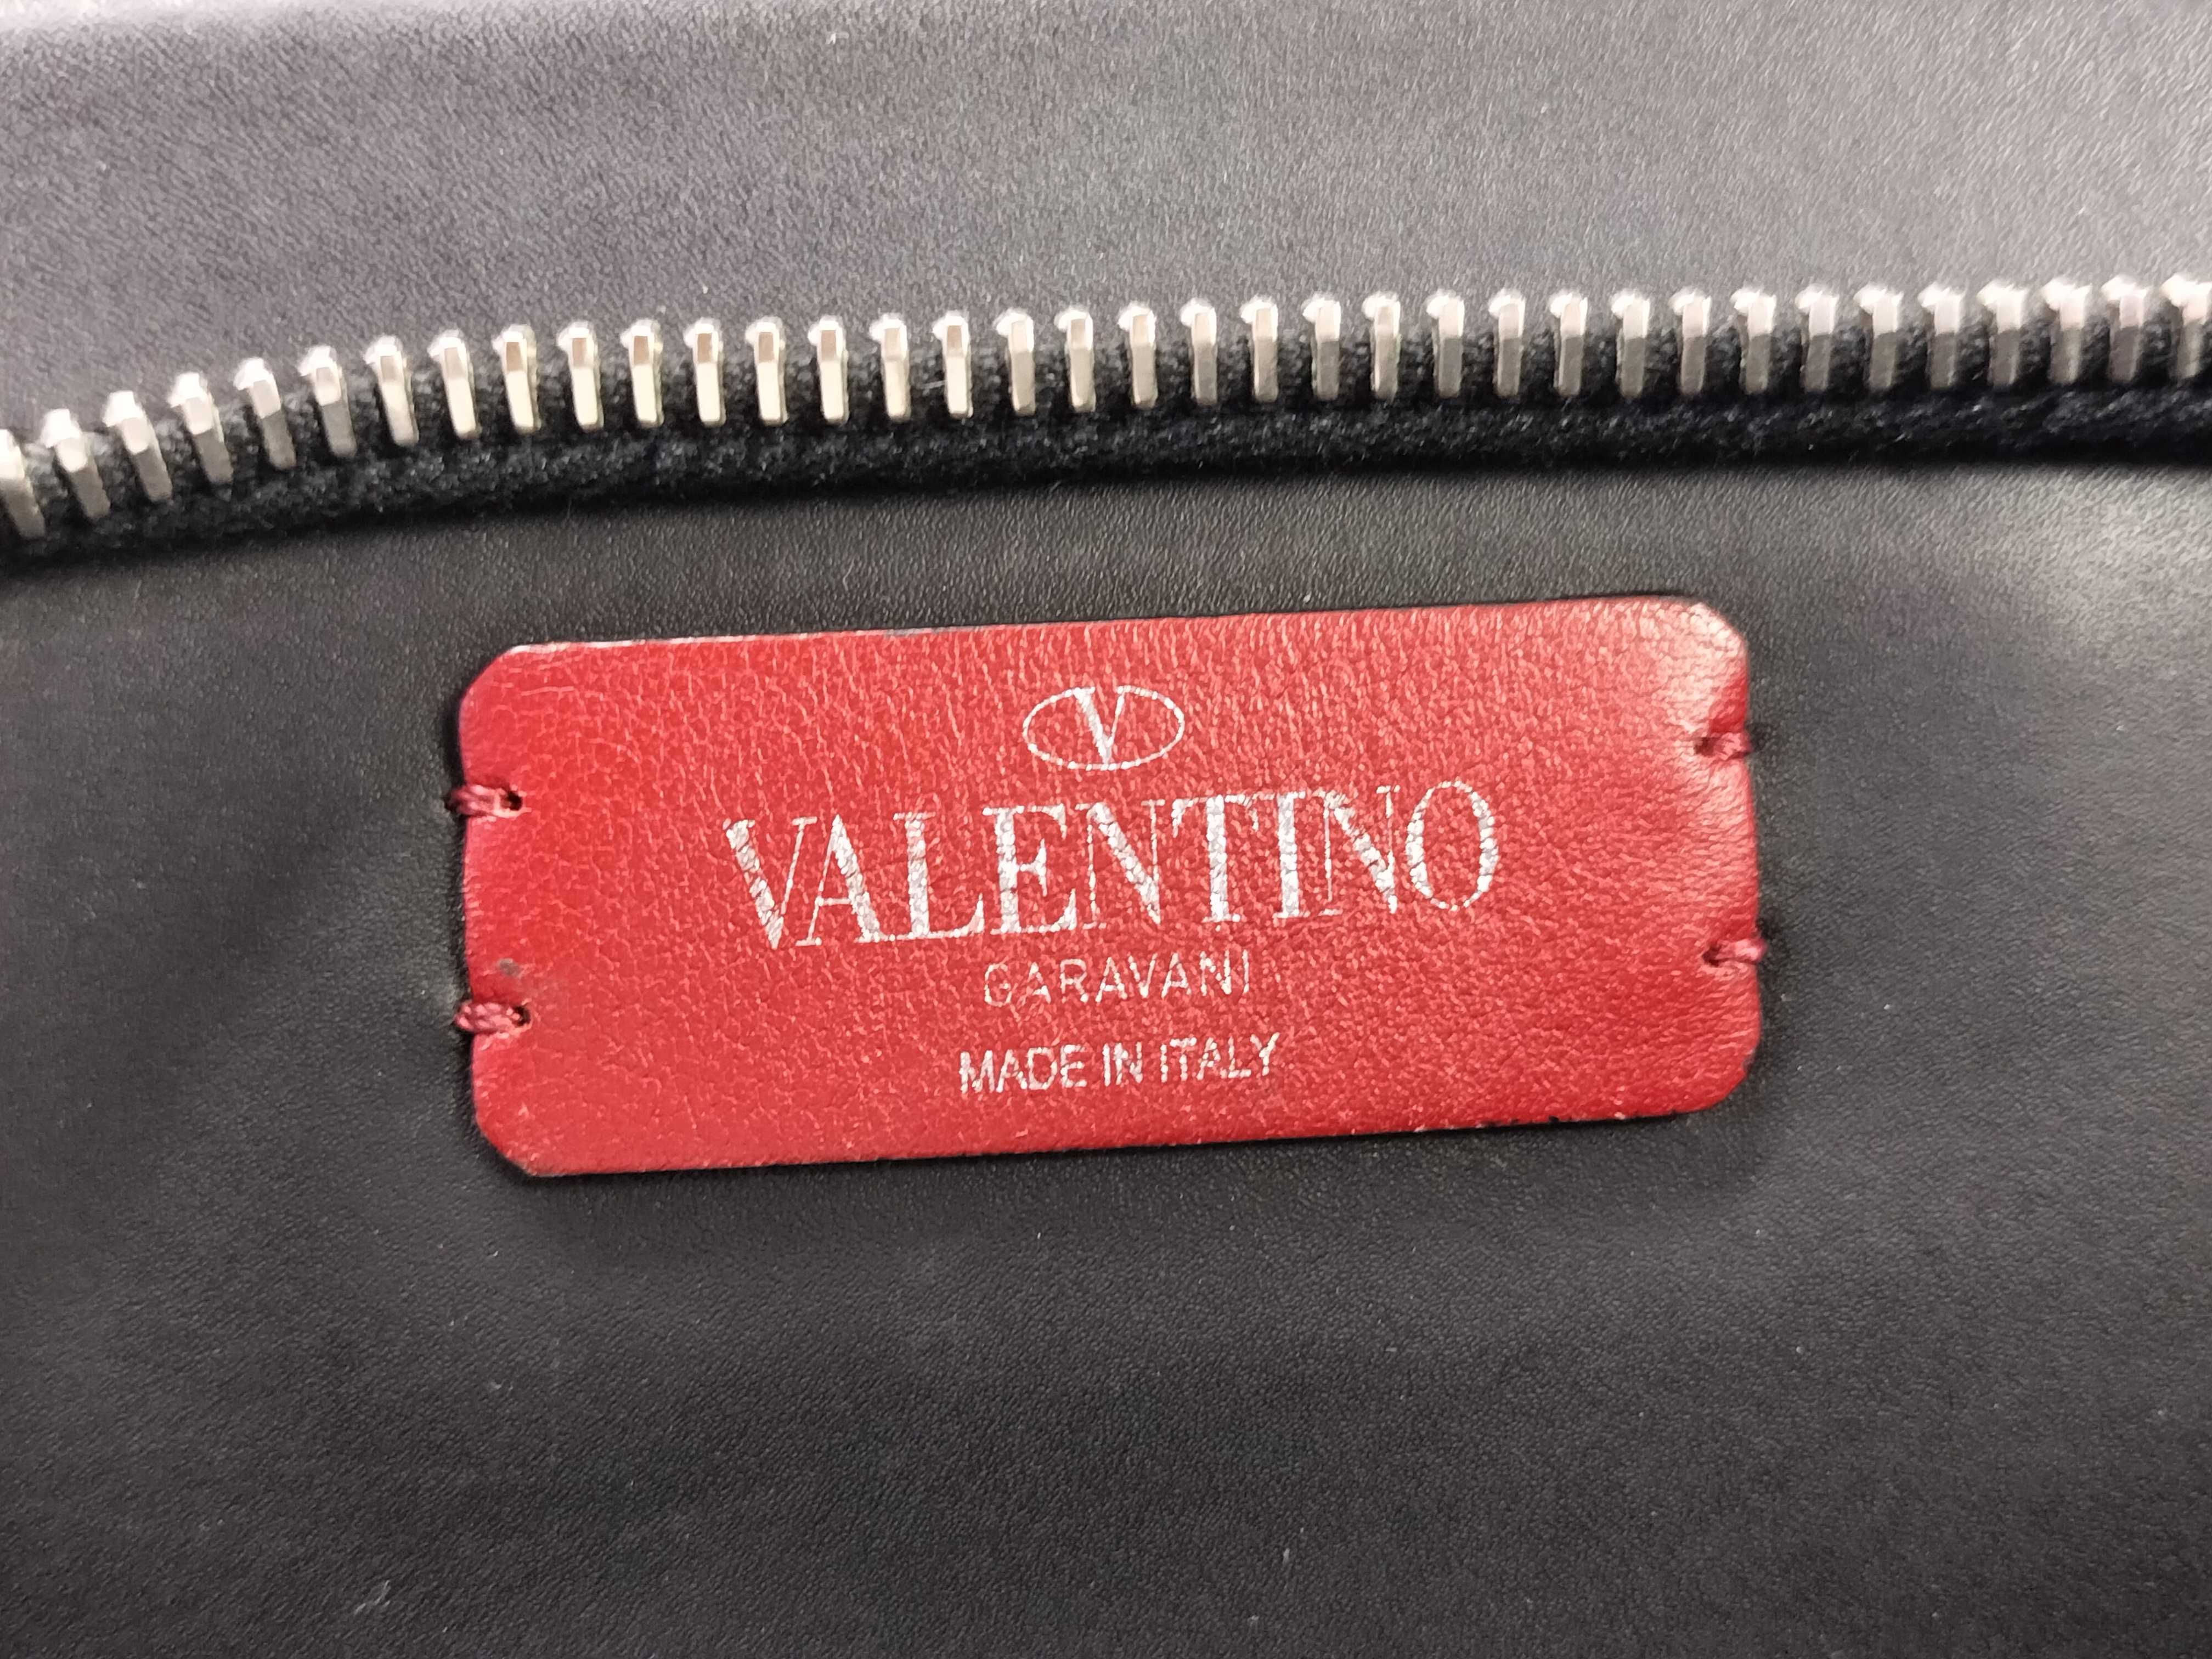 V
VALENTINO
GARAVANI
MADE IN ITALY